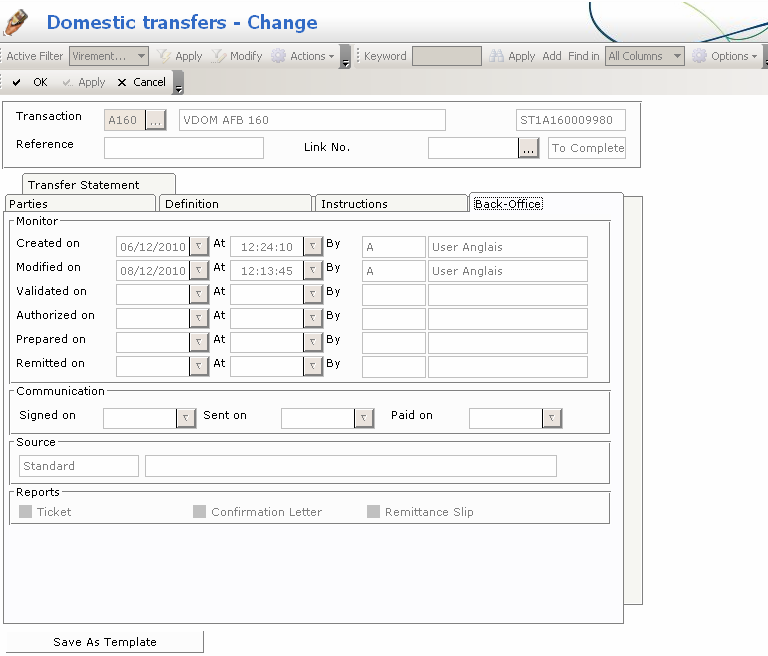 Domestic transfers - Change
Active Filter Virement... Apply Modify Actions Keyword Apply Add Find in All Columns Options
OK Apply Cancel
Transaction A160 ... VDOM AFB 160 ST1A160009980
Reference Link No. ... To Complete
Transfer Statement
Parties Definition Instructions Back-Office
Monitor
Created on 06/12/2010 At 12:24:10 By A User Anglais
Modified on 08/12/2010 At 12:13:45 By A User Anglais
Validated on At By
Authorized on At By
Prepared on At By
Remitted on At By
Communication
Signed on Sent on Paid on
Source
Standard
Reports
Ticket Confirmation Letter Remittance Slip
Save As Template